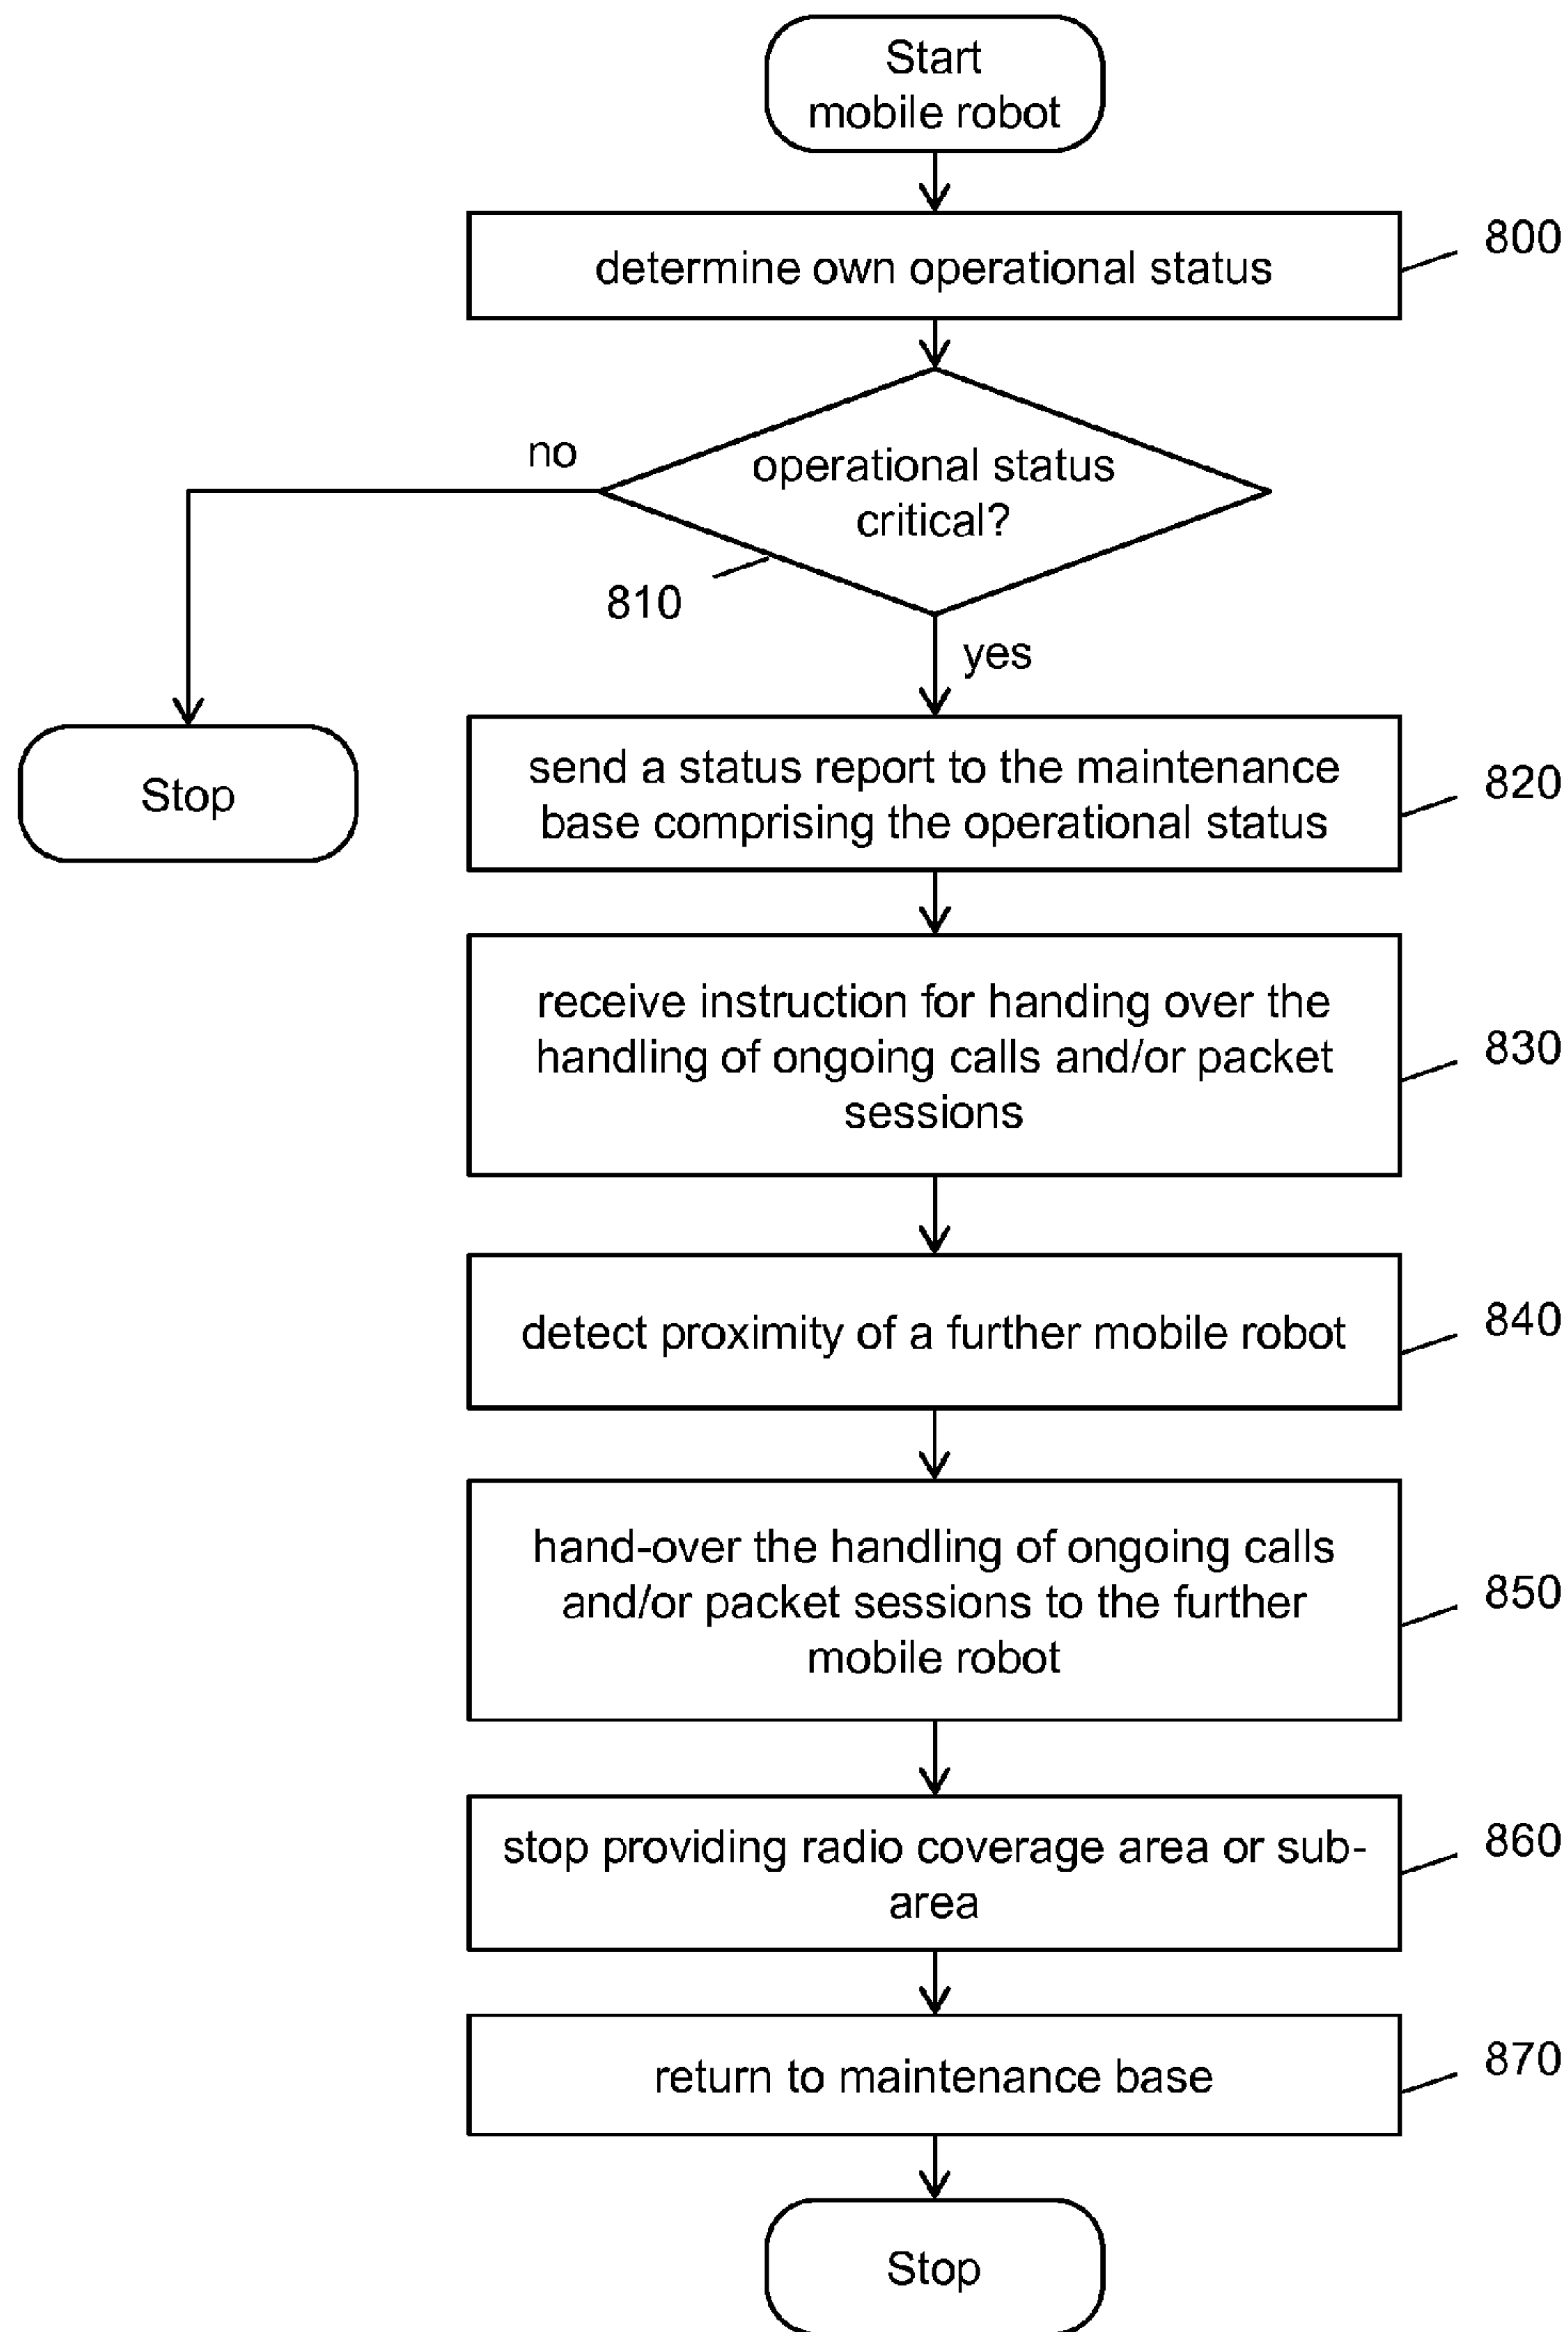 Start
mobile robot
determine own operational status
800
no
operational status
critical?
810
yes
Stop
send a status report to the maintenance
base comprising the operational status
820
receive instruction for handing over the
handling of ongoing calls and/or packet
sessions
830
detect proximity of a further mobile robot
840
hand-over the handling of ongoing calls
and/or packet sessions to the further
mobile robot
850
stop providing radio coverage area or sub-
area
860
return to maintenance base
870
Stop